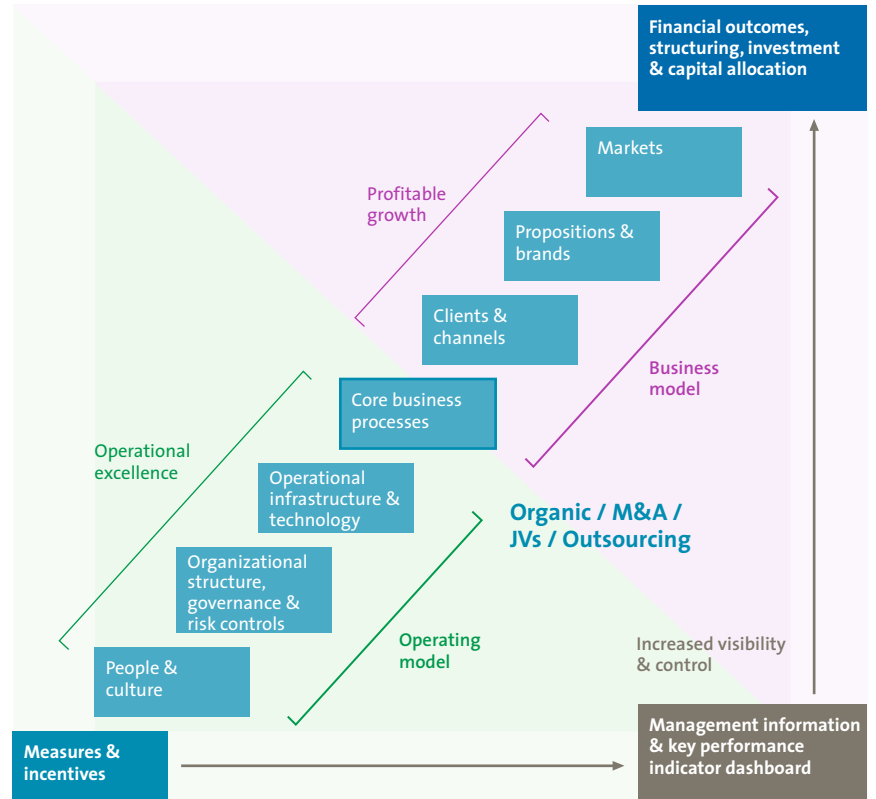 Financial outcomes,
structuring, investment
& capital allocation
Markets
Profitable
growth
Propositions &
brands
Clients &
channels
Business
model
Core business
processes
Operational
excellence
Operational
infrastructure &
technology
Organic / M&A /
JVs / Outsourcing
Organizational
structure,
governance &
risk controls
Operating
model
Increased visibility
& control
People &
culture
Management information
& key performance
indicator dashboard
Measures &
incentives